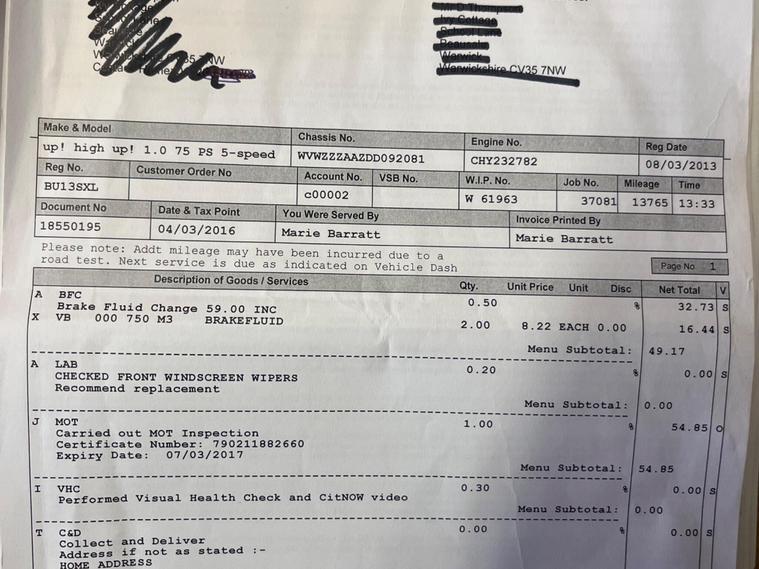 Warwickshire CV35 7NW
Make & Model
up! high up! 1.0 75 PS 5-speed
Chassis No.
WVWZZZAAZDD092081
Engine No.
CHY232782
Reg Date
08/03/2013
Reg No.
BU13SXL
Customer Order No
Account No.
c00002
VSB No.
W.I.P. No.
W 61963
Job No.
37081
Mileage
13765
Time
13:33
Document No
18550195
Date & Tax Point
04/03/2016
You Were Served By
Marie Barratt
Invoice Printed By
Marie Barratt
Please note: Addt mileage may have been incurred due to a
road test. Next service is due as indicated on Vehicle Dash
Page No 1
Description of Goods / Services Qty. Unit Price Unit Disc Net Total V
A BFC 0.50 % 32.73 S
Brake Fluid Change 59.00 INC
X VB 000 750 M3 BRAKEFLUID 2.00 8.22 EACH 0.00 16.44 S
Menu Subtotal: 49.17
A LAB 0.20 % 0.00 S
CHECKED FRONT WINDSCREEN WIPERS
Recommend replacement
Menu Subtotal: 0.00
J MOT 1.00 % 54.85 O
Carried out MOT Inspection
Certificate Number: 790211882660
Expiry Date: 07/03/2017
Menu Subtotal: 54.85
I VHC 0.30 % 0.00 S
Performed Visual Health Check and CitNOW video
Menu Subtotal: 0.00
T C&D 0.00 % 0.00 S
Collect and Deliver
Address if not as stated :-
HOME ADDRESS